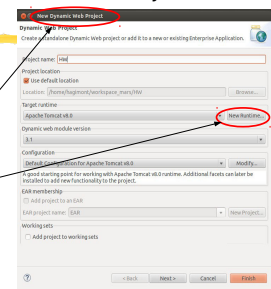 New Dynamic Web Project
Dynamic Web Project
Create a standalone Dynamic Web project or add it to a new or existing Enterprise Application.
Project name: HW
Project location
Use default location
Location: /home/hagimont/workspace_mars/HW Browse...
Target runtime
Apache Tomcat v8.0 New Runtime...
Dynamic web module version
3.1
Configuration
Default Configuration for Apache Tomcat v8.0 Modify...
A good starting point for working with Apache Tomcat v8.0 runtime. Additional facets can later be
installed to add new functionality to the project.
EAR membership
Add project to an EAR
EAR project name: EAR New Project...
Working sets
Add project to working sets
? < Back Next > Cancel Finish